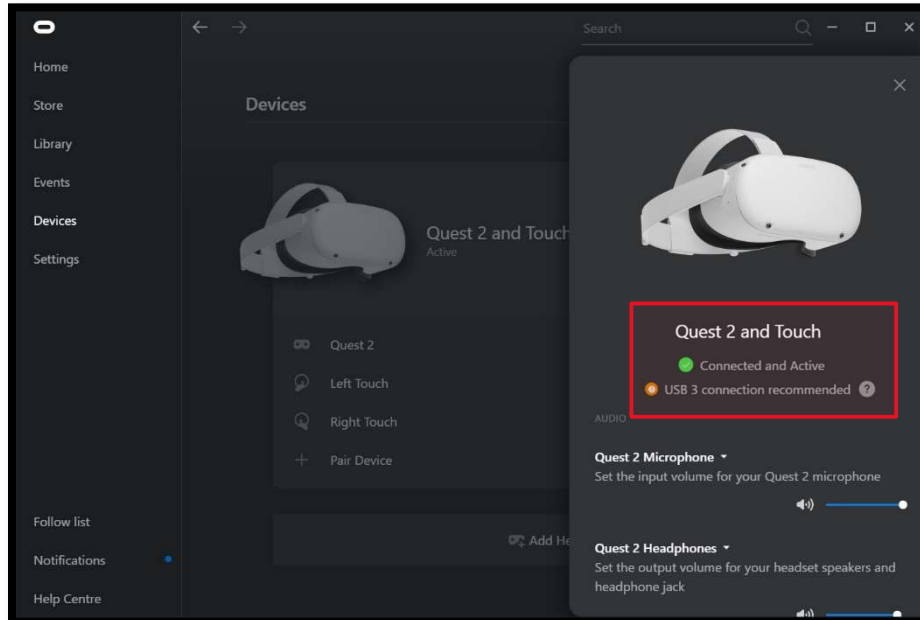 Search
Home
Store
Library
Events
Devices
Settings
Follow list
Notifications
Help Centre
Devices
Quest 2 and Touch
Active
Quest 2
Left Touch
Right Touch
Pair Device
Add He
Quest 2 and Touch
Connected and Active
USB 3 connection recommended ?
AUDIO
Quest 2 Microphone
Set the input volume for your Quest 2 microphone
Quest 2 Headphones
Set the output volume for your headset speakers and
headphone jack